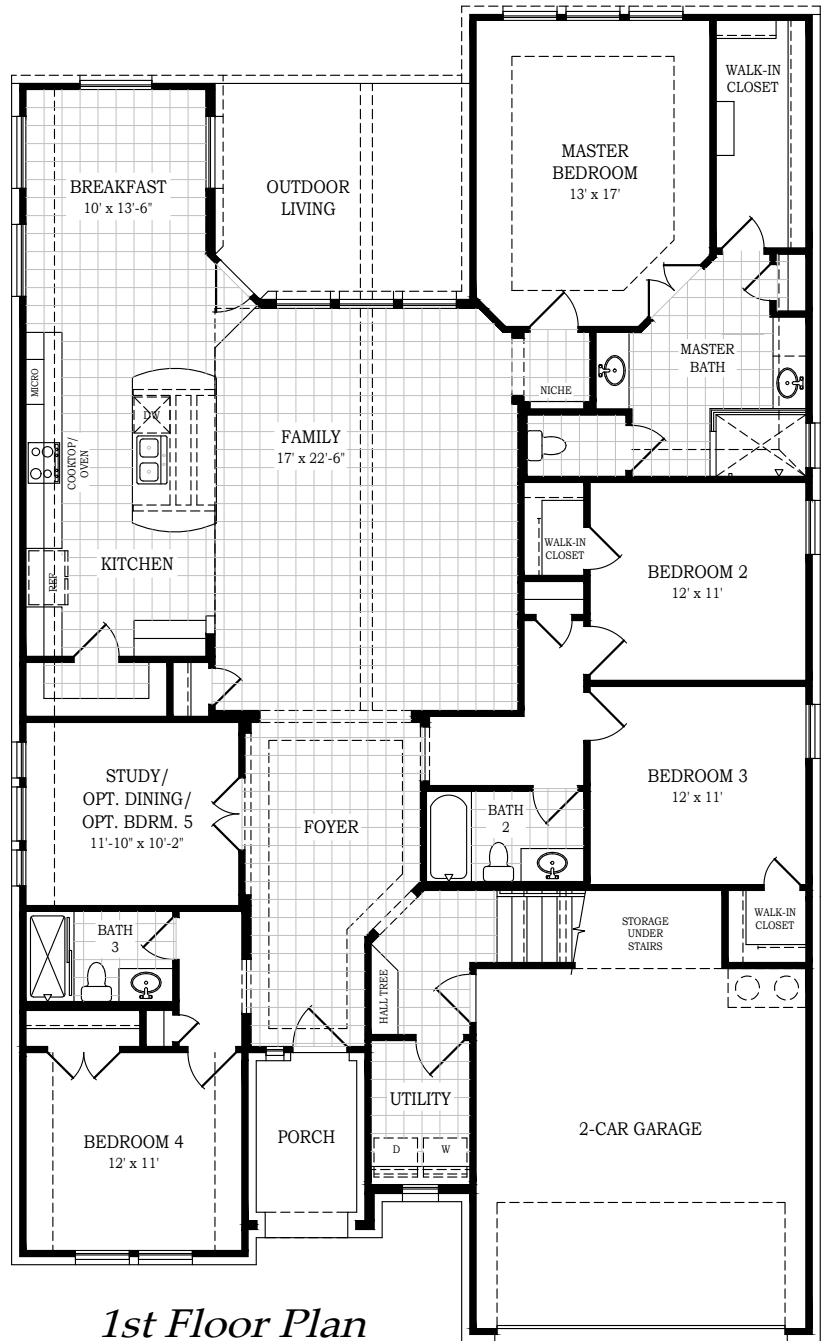 WALK-IN
CLOSET
MASTER
BEDROOM
13' x 17'
BREAKFAST
10' x 13'-6"
OUTDOOR
LIVING
MASTER
BATH
NICHE
MICRO
DW
COOKTOP/
OVEN
FAMILY
17' x 22'-6"
KITCHEN
REF
WALK-IN
CLOSET
BEDROOM 2
12' x 11'
STUDY/
OPT. DINING/
OPT. BDRM. 5
11'-10" x 10'-2"
FOYER
BEDROOM 3
12' x 11'
BATH
2
BATH
3
STORAGE
UNDER
STAIRS
WALK-IN
CLOSET
HALL TREE
UTILITY
D
W
PORCH
2-CAR GARAGE
BEDROOM 4
12' x 11'
1st Floor Plan